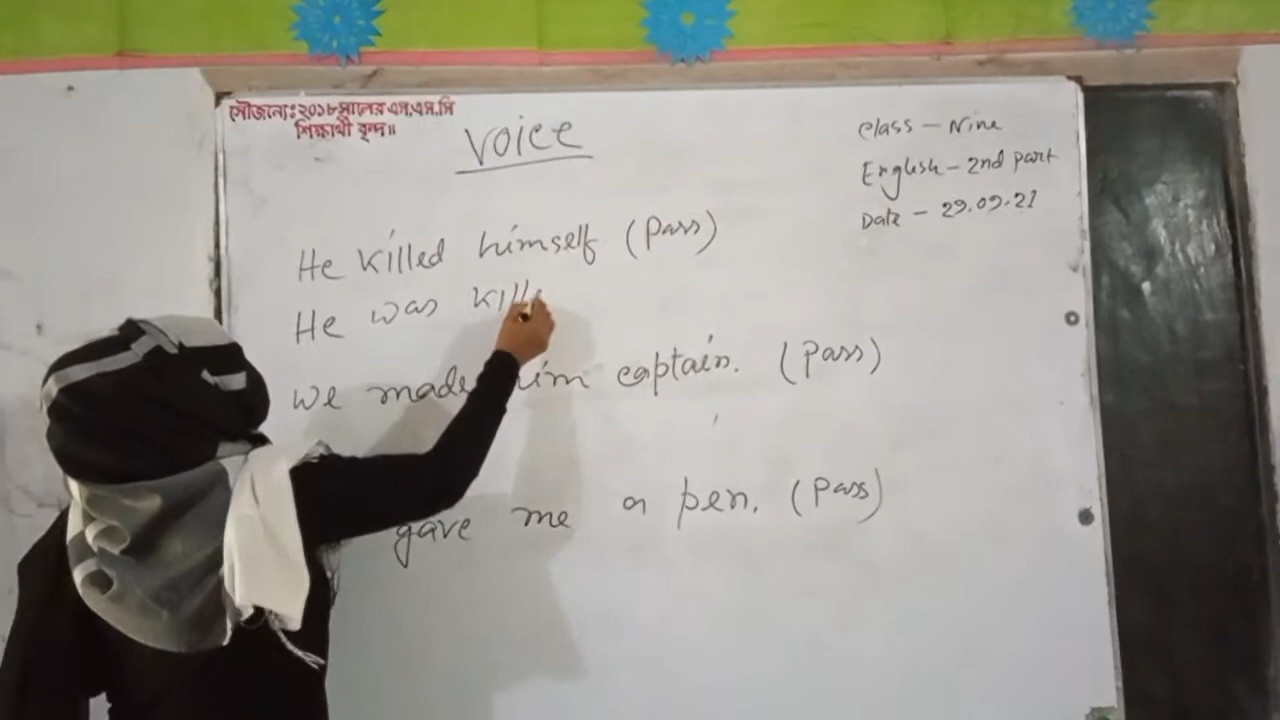 সৌজন্যেঃ ২০১৮ সালের এস.এস.সি
শিক্ষার্থী বৃন্দ॥
Voice
Class - Nine
English - 2nd part
Date - 29.09.21
He killed himself (Pass)
He was kill
We made him captain. (Pass)
gave me a pen. (Pass)